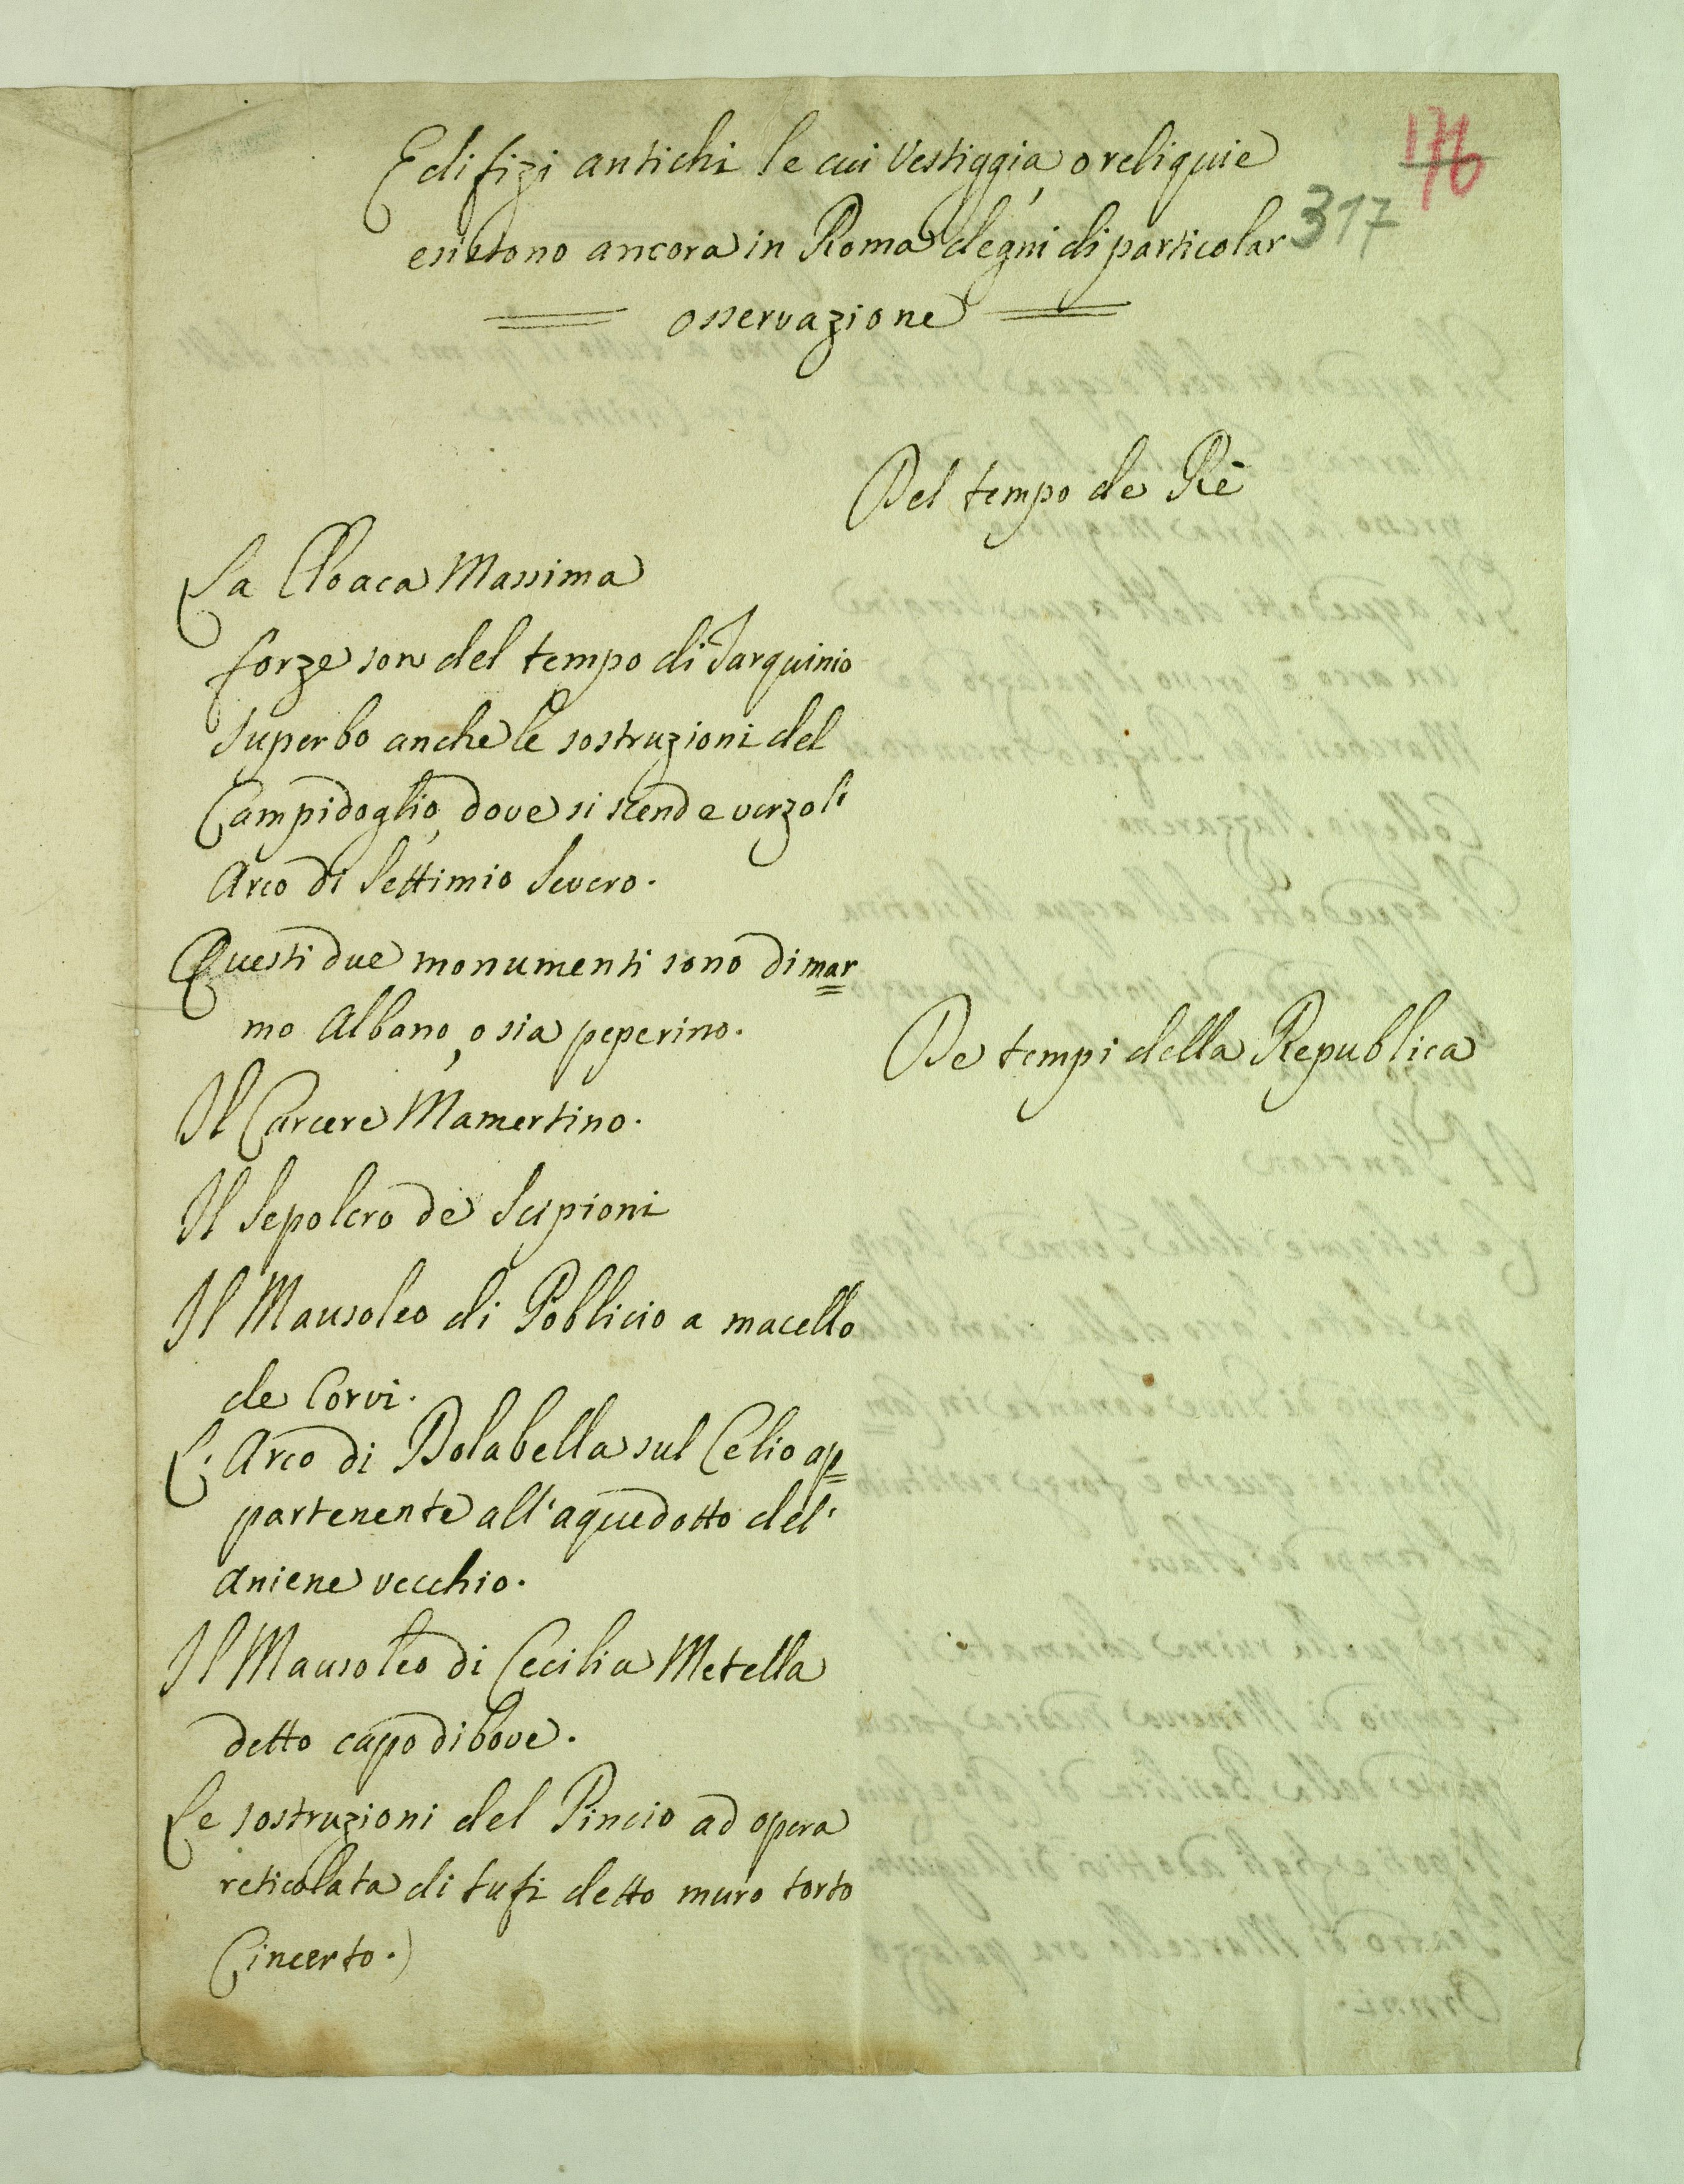 176
317
Edifizi antichi le cui Vestiggia, o reliquie
esistono ancora in Roma degni di particolar
osservazione
Del tempo de Rè
La Cloaca Massima
forze son del tempo di Tarquinio
Superbo anche le sostruzioni del
Campidoglio, dove si scende verzo l'
Arco di Settimio Severo.
Questi due monumenti sono di mar=
mo Albano, o sia peperino.
De tempi della Republica
Il Carcere Mamertino.
Il Sepolcro de Scipioni
Il Mausoleo di Poblicio a macello
de Corvi.
L'Arco di Dolabella sul Celio ap=
partenente all'aquedotto del'
aniene vecchio.
Il Mausoleo di Cecilia Metella
detto capo di bove.
Le sostruzioni del Pincio ad opera
reticolata di tufi detto muro torto
(incerto.)